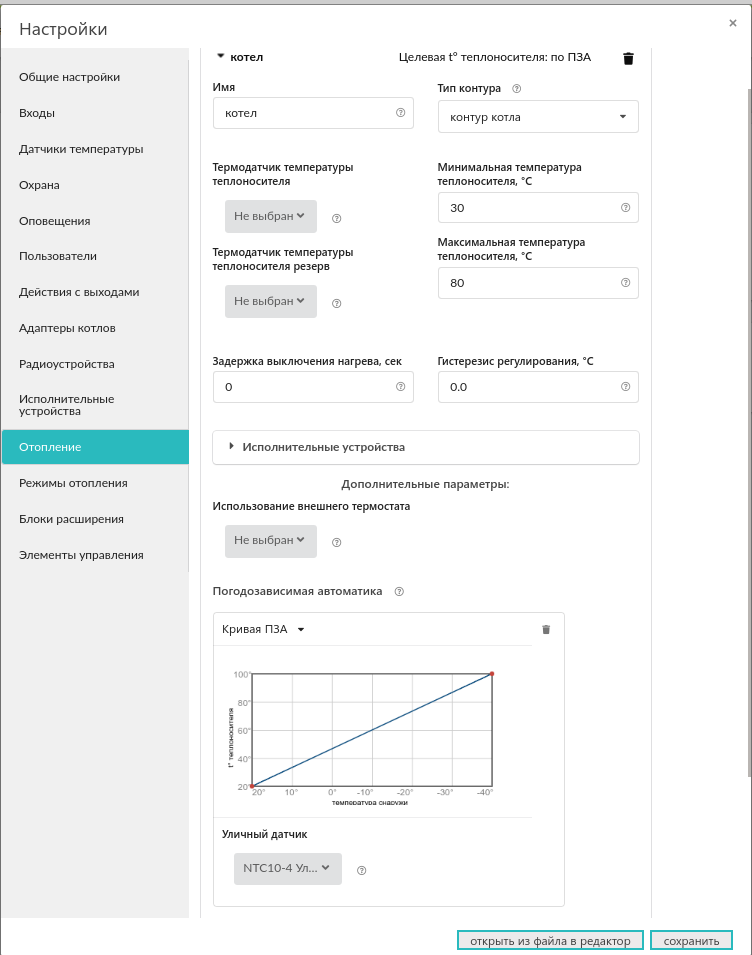 Настройки
×
Общие настройки
Входы
Датчики температуры
Охрана
Оповещения
Пользователи
Действия с выходами
Адаптеры котлов
Радиоустройства
Исполнительные
устройства
Отопление
Режимы отопления
Блоки расширения
Элементы управления
котел
Целевая t° теплоносителя: по ПЗА
Имя
котел
Тип контура
контур котла
Термодатчик температуры
теплоносителя
Не выбран
Минимальная температура
теплоносителя, °C
30
Термодатчик температуры
теплоносителя резерв
Не выбран
Максимальная температура
теплоносителя, °C
80
Задержка выключения нагрева, сек
0
Гистерезис регулирования, °C
0.0
Исполнительные устройства
Дополнительные параметры:
Использование внешнего термостата
Не выбран
Погодозависимая автоматика
Кривая ПЗА
t° теплоносителя
100°
80°
60°
40°
20°
20° 10° 0° -10° -20° -30° -40°
температура снаружи
Уличный датчик
NTC10-4 Ул...
открыть из файла в редактор
сохранить